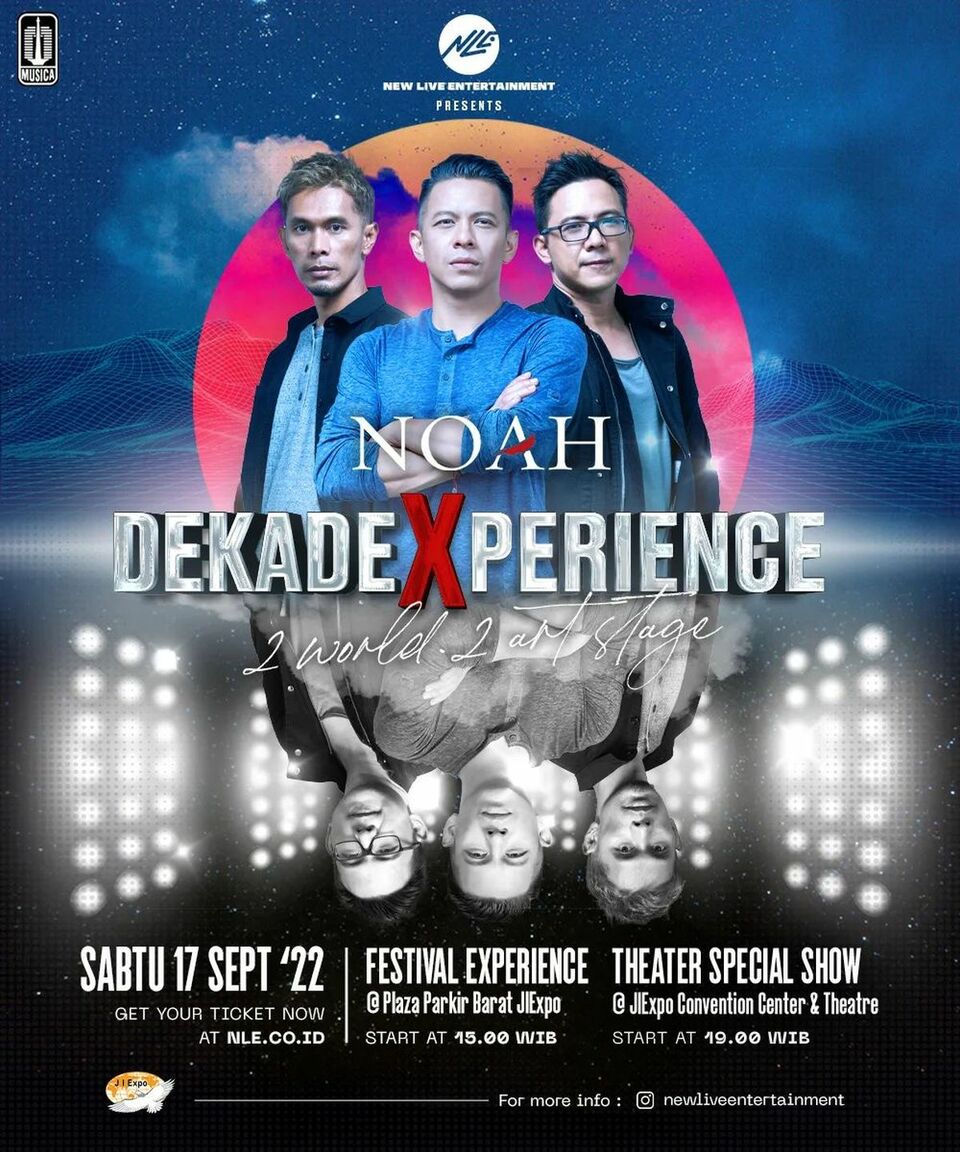 MUSICA
NLE
NEW LIVE ENTERTAINMENT
PRESENTS
NOAH
DEKADEXPERIENCE
2 world. 2 art stage
SABTU 17 SEPT '22
GET YOUR TICKET NOW
AT NLE.CO.ID
FESTIVAL EXPERIENCE
@ Plaza Parkir Barat JIExpo
START AT 15.00 WIB
THEATER SPECIAL SHOW
@ JIExpo Convention Center & Theatre
START AT 19.00 WIB
J I Expo
For more info : newliveentertainment